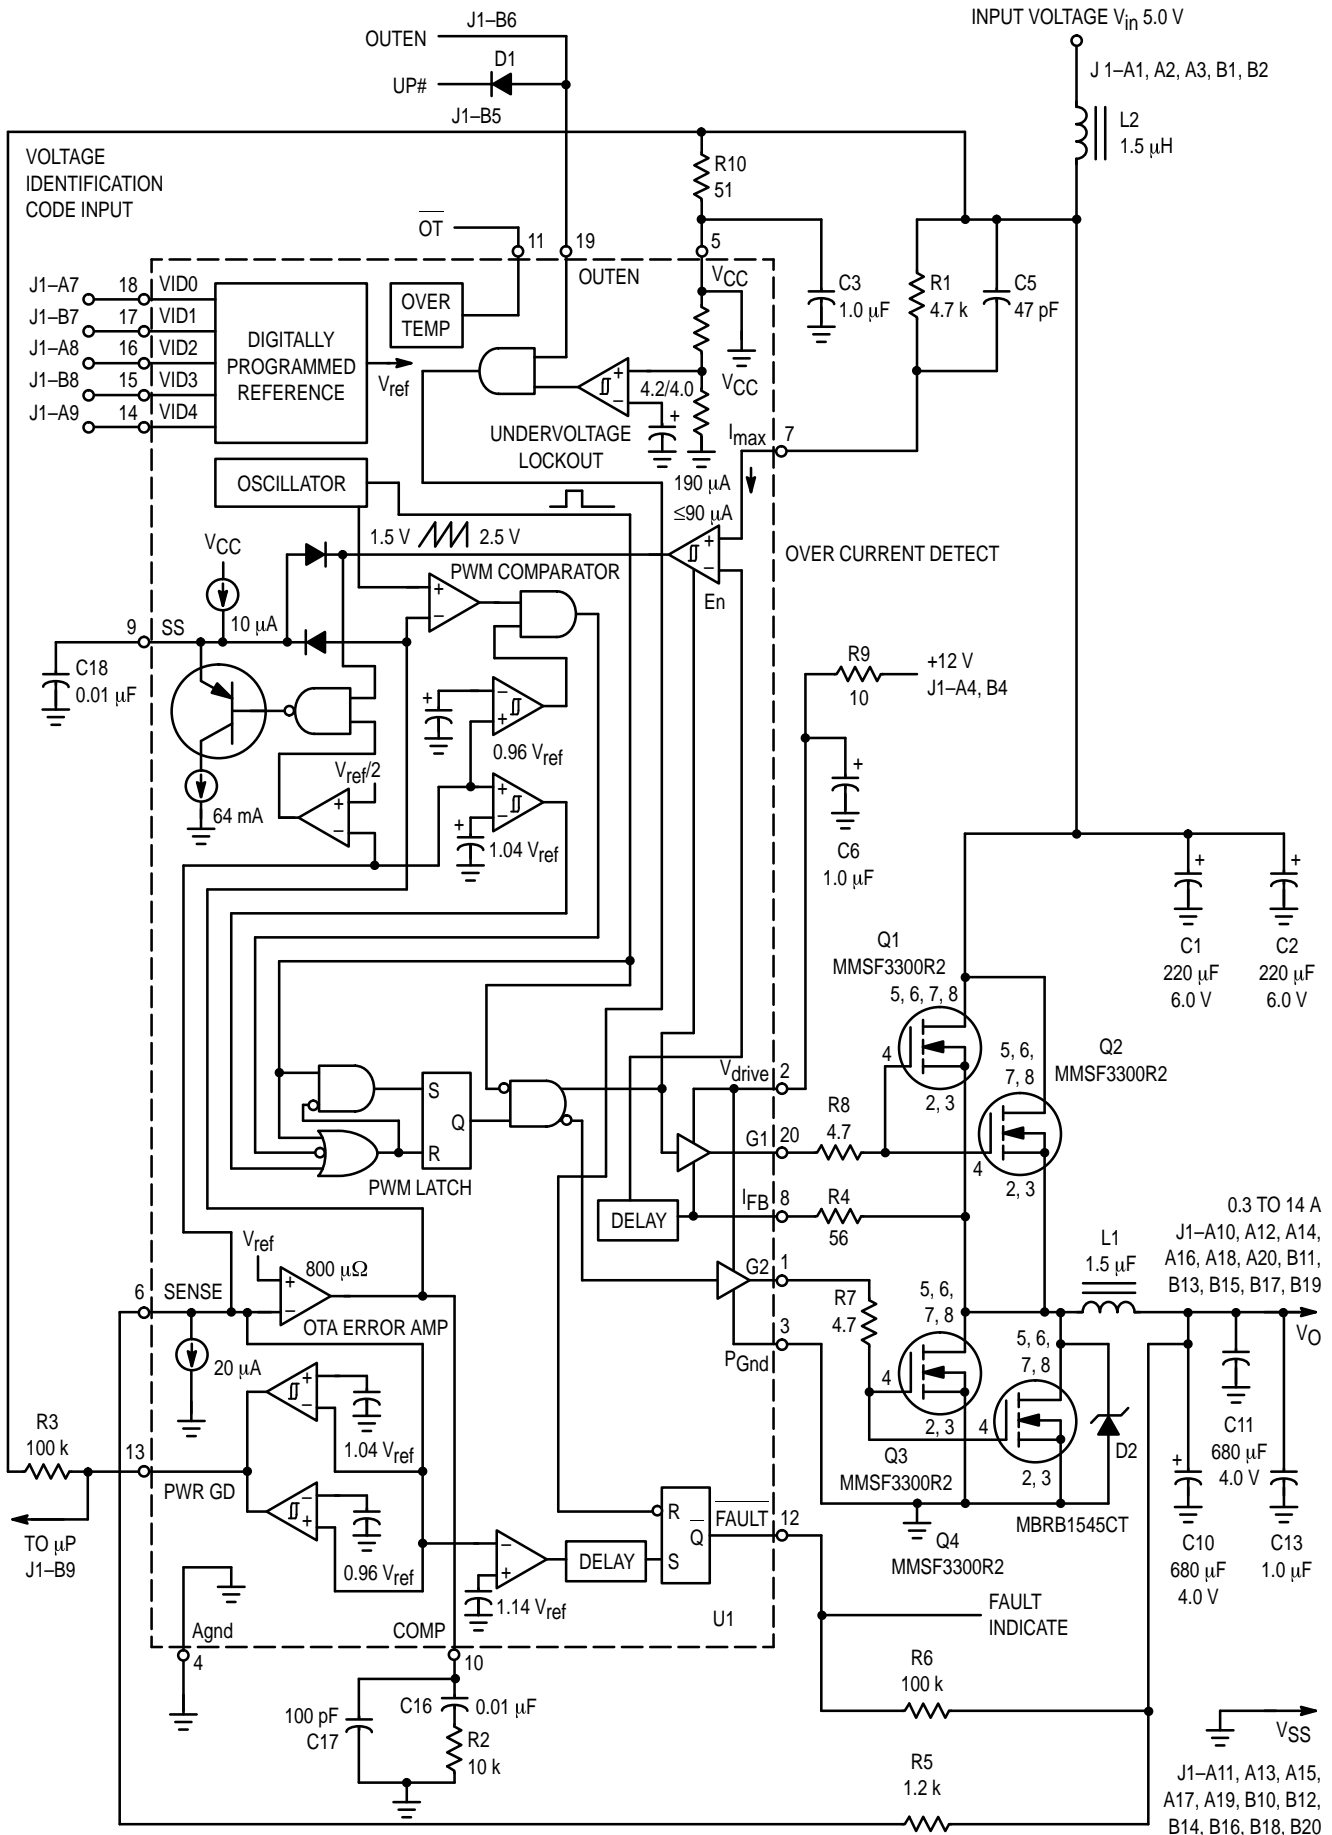 J1–B6
OUTEN
D1
UP#
J1–B5
INPUT VOLTAGE Vin 5.0 V
J 1–A1, A2, A3, B1, B2
L2
1.5 μH
VOLTAGE
IDENTIFICATION
CODE INPUT
R10
51
OT
11
19
5
OUTEN
VCC
C3
1.0 μF
R1
4.7 k
C5
47 pF
J1–A7
18
VID0
J1–B7
17
VID1
J1–A8
16
VID2
J1–B8
15
VID3
J1–A9
14
VID4
DIGITALLY
PROGRAMMED
REFERENCE
Vref
OVER
TEMP
4.2/4.0
VCC
UNDERVOLTAGE
LOCKOUT
Imax
7
190 μA
≤90 μA
OSCILLATOR
1.5 V
2.5 V
OVER CURRENT DETECT
En
VCC
10 μA
PWM COMPARATOR
9
SS
C18
0.01 μF
R9
10
+12 V
J1–A4, B4
0.96 Vref
Vref/2
64 mA
1.04 Vref
C6
1.0 μF
C1
220 μF
6.0 V
C2
220 μF
6.0 V
Q1
MMSF3300R2
5, 6, 7, 8
4
2, 3
Q2
MMSF3300R2
5, 6,
7, 8
4
2, 3
Vdrive
2
S
Q
R
PWM LATCH
G1
20
R8
4.7
IFB
8
R4
56
DELAY
G2
1
R7
4.7
3
PGnd
0.3 TO 14 A
J1–A10, A12, A14,
A16, A18, A20, B11,
B13, B15, B17, B19
L1
1.5 μF
VO
Vref
800 μΩ
6
SENSE
OTA ERROR AMP
20 μA
5, 6,
7, 8
4
2, 3
Q3
MMSF3300R2
5, 6,
7, 8
4
2, 3
D2
MBRB1545CT
Q4
MMSF3300R2
C11
680 μF
4.0 V
C10
680 μF
4.0 V
C13
1.0 μF
R3
100 k
13
PWR GD
1.04 Vref
0.96 Vref
TO μP
J1–B9
R
Q
S
FAULT
12
DELAY
1.14 Vref
U1
Agnd
4
COMP
10
FAULT
INDICATE
100 pF
C17
C16
0.01 μF
R2
10 k
R6
100 k
R5
1.2 k
VSS
J1–A11, A13, A15,
A17, A19, B10, B12,
B14, B16, B18, B20